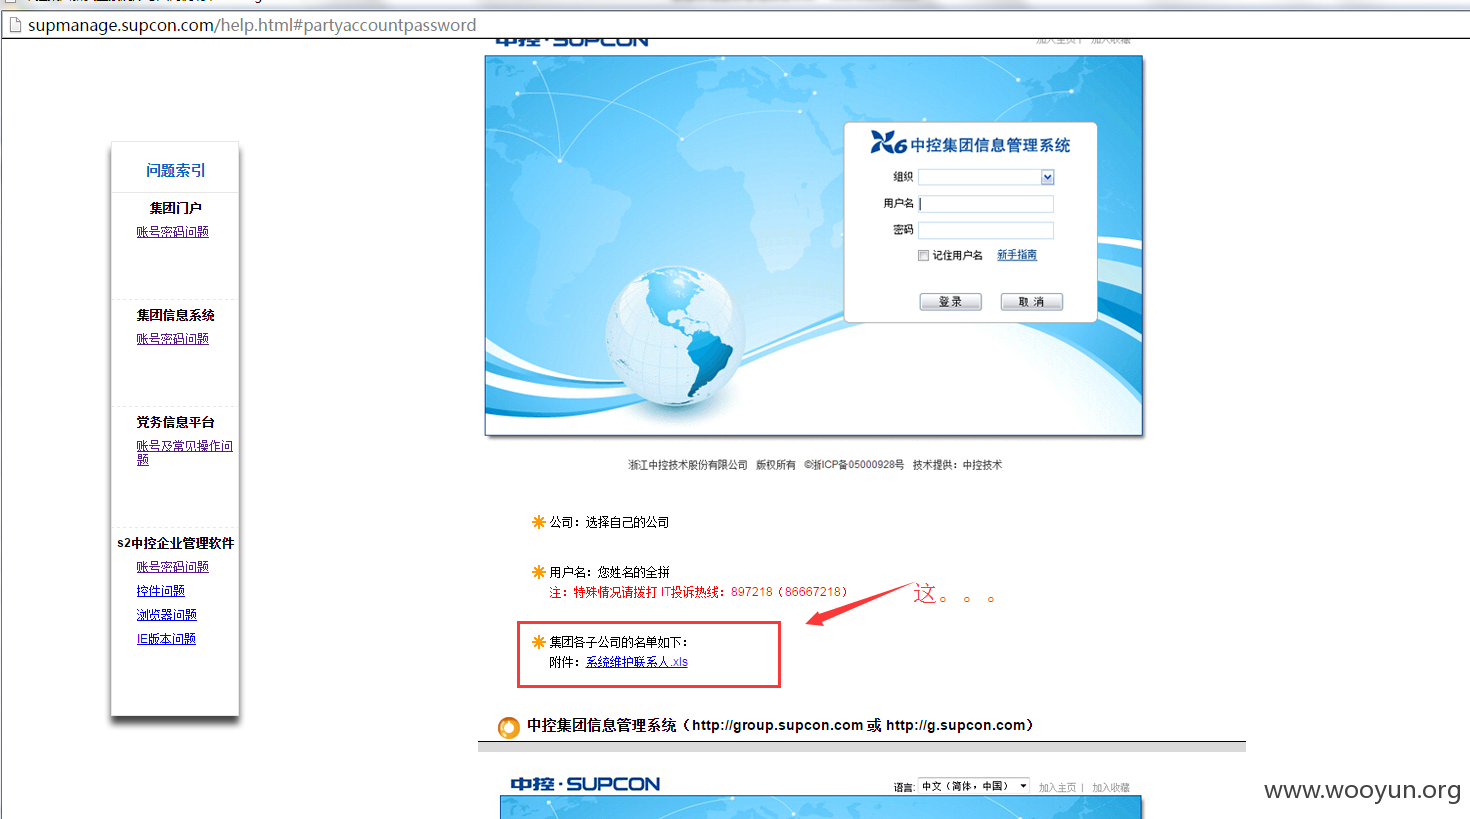 supmanage.supcon.com/help.html#partyaccountpassword
中控·SUPCON
加入主页 | 加入收藏
X6 中控集团信息管理系统
组织
用户名
密码
记住用户名 新手指南
登录 取消
问题索引
集团门户
账号密码问题
集团信息系统
账号密码问题
党务信息平台
账号及常见操作问
题
s2中控企业管理软件
账号密码问题
控件问题
浏览器问题
IE版本问题
浙江中控技术股份有限公司 版权所有 ©浙ICP备05000928号 技术提供：中控技术
公司：选择自己的公司
用户名：您姓名的全拼
注：特殊情况请拨打 IT投诉热线：897218（86667218）
这。。。
集团各子公司的名单如下：
附件：系统维护联系人.xls
中控集团信息管理系统（http://group.supcon.com 或 http://g.supcon.com）
中控·SUPCON
语言: 中文（简体，中国） 加入主页 | 加入收藏
www.wooyun.org